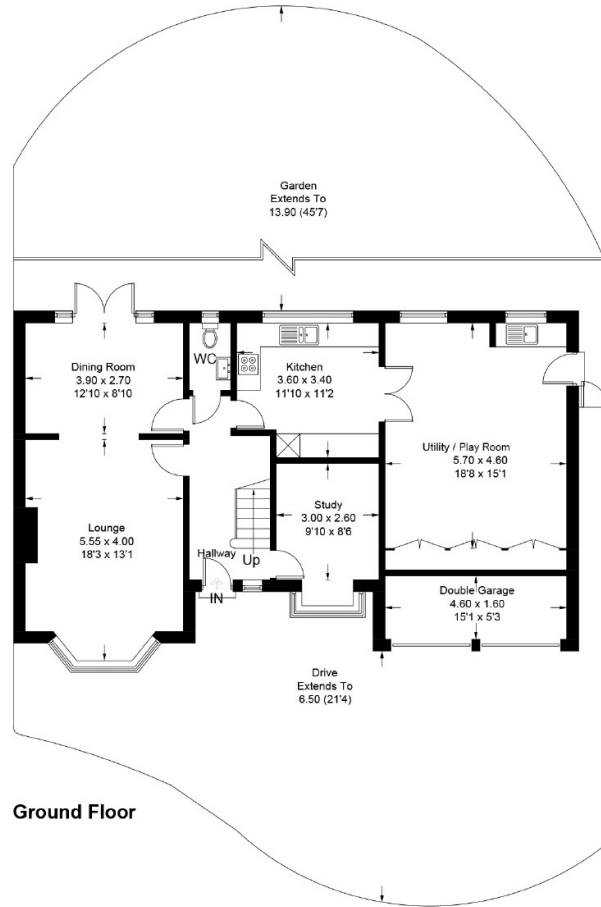 Garden
Extends To
13.90 (45'7)
Dining Room
3.90 x 2.70
12'10 x 8'10
WC
Kitchen
3.60 x 3.40
11'10 x 11'2
Utility / Play Room
5.70 x 4.60
18'8 x 15'1
Lounge
5.55 x 4.00
18'3 x 13'1
Study
3.00 x 2.60
9'10 x 8'6
Hallway
Up
IN
Double Garage
4.60 x 1.60
15'1 x 5'3
Drive
Extends To
6.50 (21'4)
Ground Floor